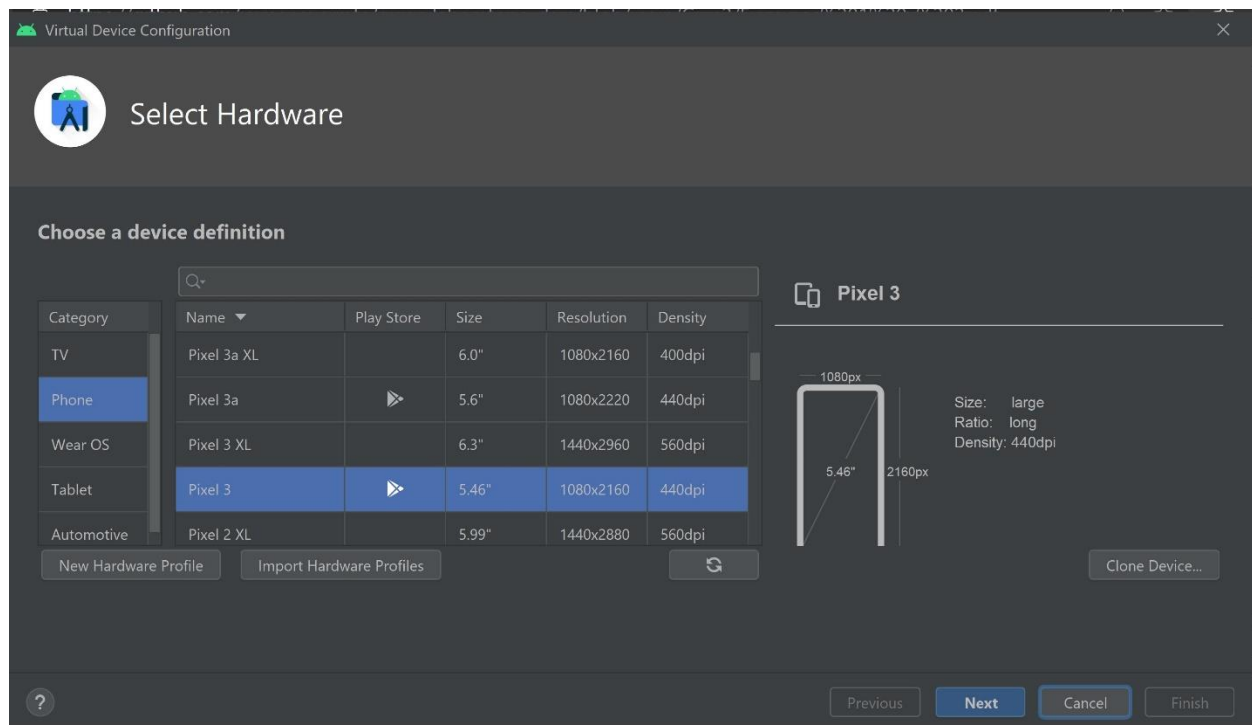 Virtual Device Configuration
Select Hardware
Choose a device definition
Category
TV
Phone
Wear OS
Tablet
Automotive
Name Play Store Size Resolution Density
Pixel 3a XL 6.0" 1080x2160 400dpi
Pixel 3a 5.6" 1080x2220 440dpi
Pixel 3 XL 6.3" 1440x2960 560dpi
Pixel 3 5.46" 1080x2160 440dpi
Pixel 2 XL 5.99" 1440x2880 560dpi
New Hardware Profile Import Hardware Profiles
Pixel 3
1080px
5.46" 2160px
Size: large
Ratio: long
Density: 440dpi
Clone Device...
? Previous Next Cancel Finish